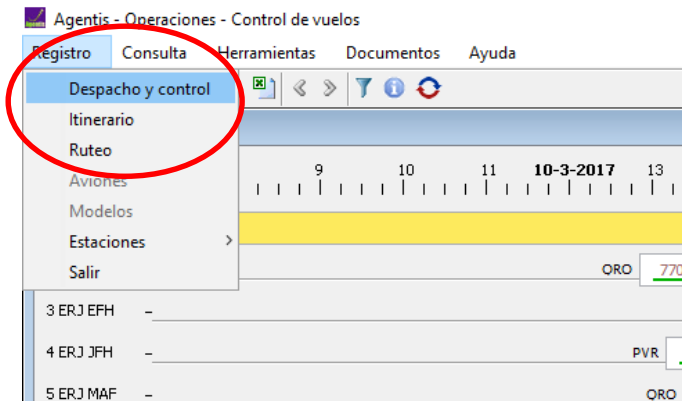 Agentis - Operaciones - Control de vuelos
Registro Consulta Herramientas Documentos Ayuda
Despacho y control
Itinerario
Ruteo
Aviones
Modelos
Estaciones
Salir
9 10 11 10-3-2017 13
ORO 770
3 ERJ EFH
4 ERJ JFH PVR
5 ERJ MAF ORO